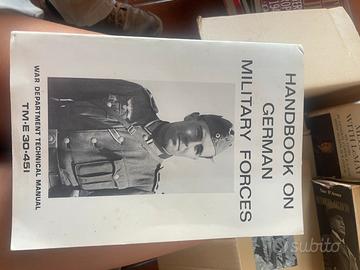 HANDBOOK ON
GERMAN
MILITARY FORCES
WAR DEPARTMENT TECHNICAL MANUAL
TM-E 30-451
subito